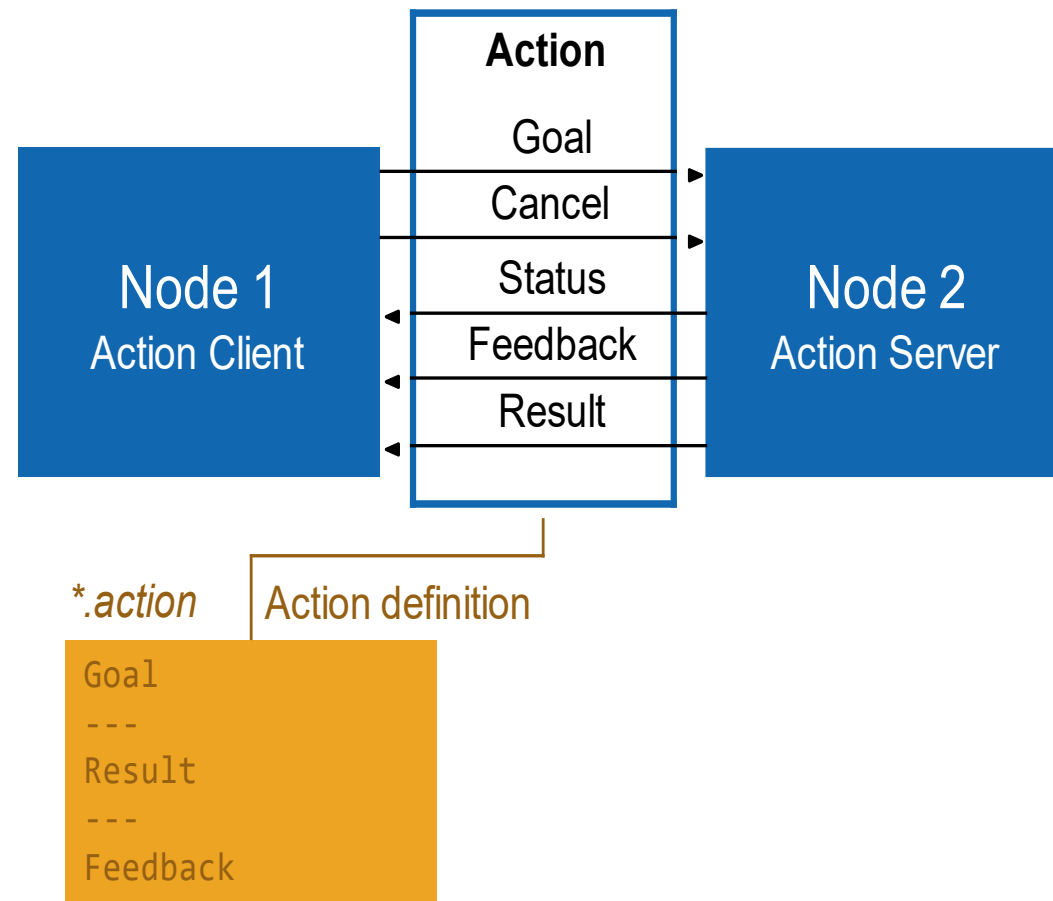 Action
Goal
Cancel
Status
Feedback
Result
Node 1
Action Client
Node 2
Action Server
*.action
Action definition
Goal
---
Result
---
Feedback